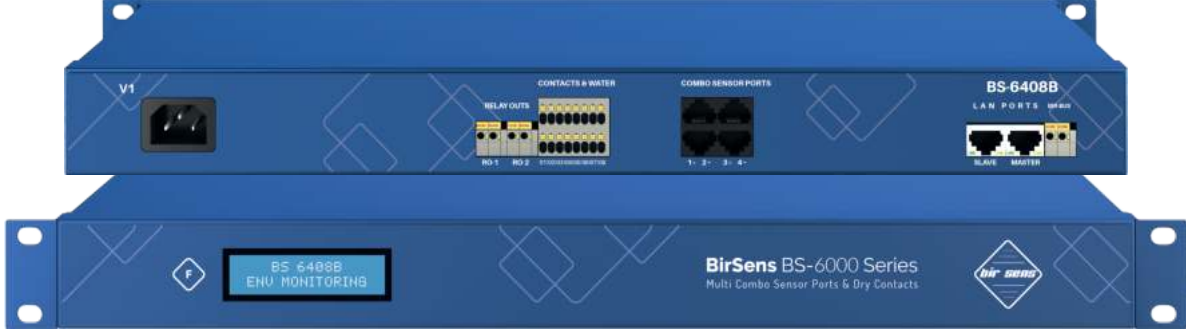 V1
RELAY OUTS
RO 1
RO 2
CONTACTS & WATER
COMBO SENSOR PORTS
1-
2-
3-
4-
BS-6408B
LAN PORTS
SLAVE
MASTER
F
BS 6408B
ENV MONITORING
BirSens BS-6000 Series
Multi Combo Sensor Ports & Dry Contacts
bir sens